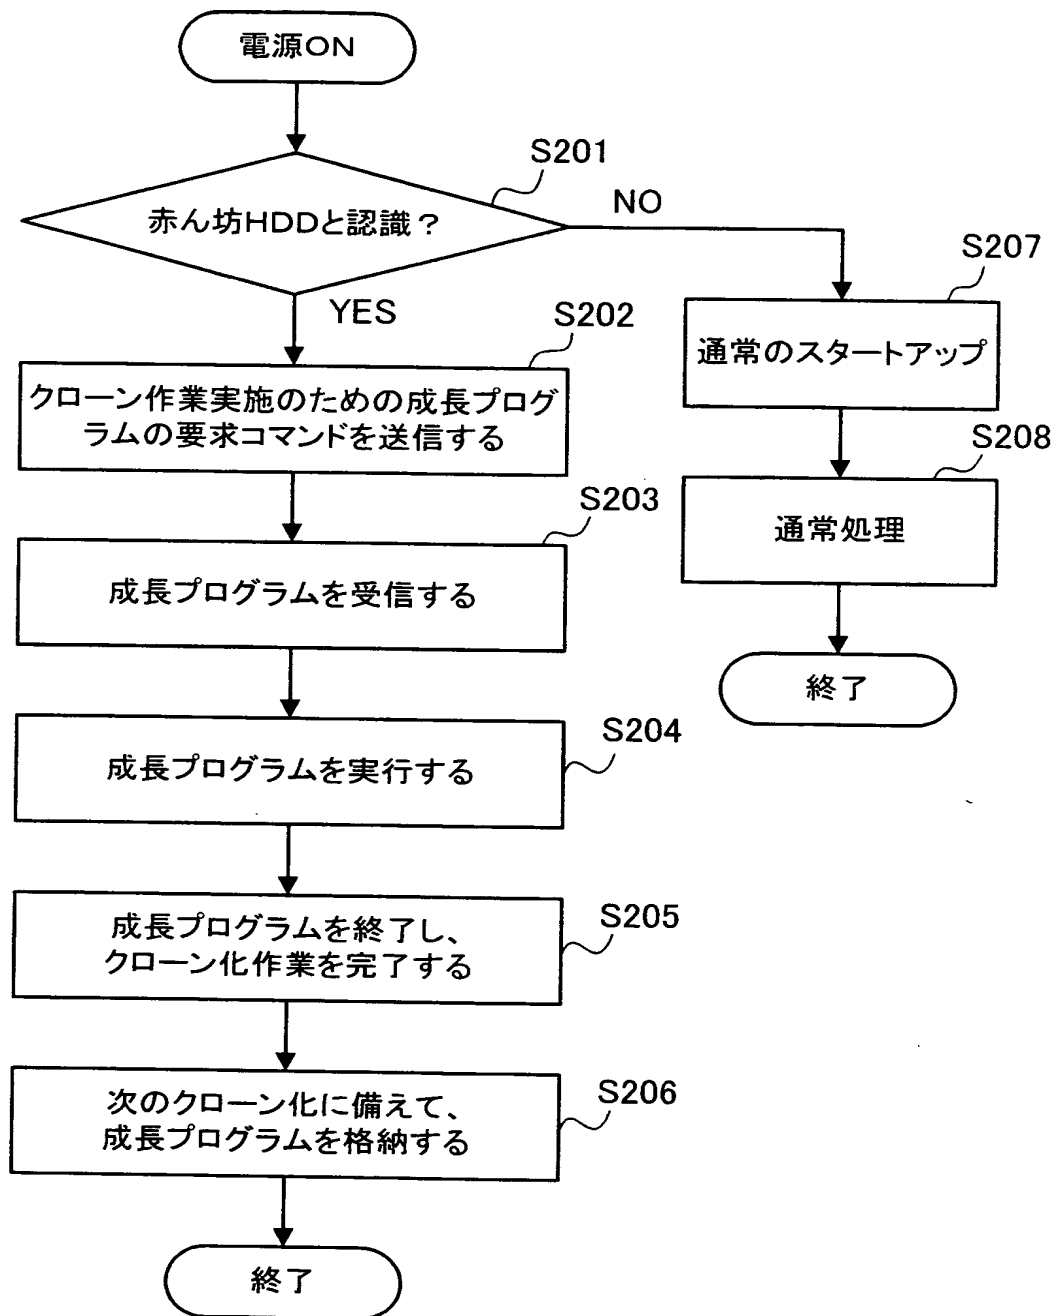 電源ON
S201
赤ん坊HDDと認識？
NO
YES
S202
クローン作業実施のための成長プログ
ラムの要求コマンドを送信する
S203
成長プログラムを受信する
S204
成長プログラムを実行する
S205
成長プログラムを終了し、
クローン化作業を完了する
S206
次のクローン化に備えて、
成長プログラムを格納する
終了
S207
通常のスタートアップ
S208
通常処理
終了